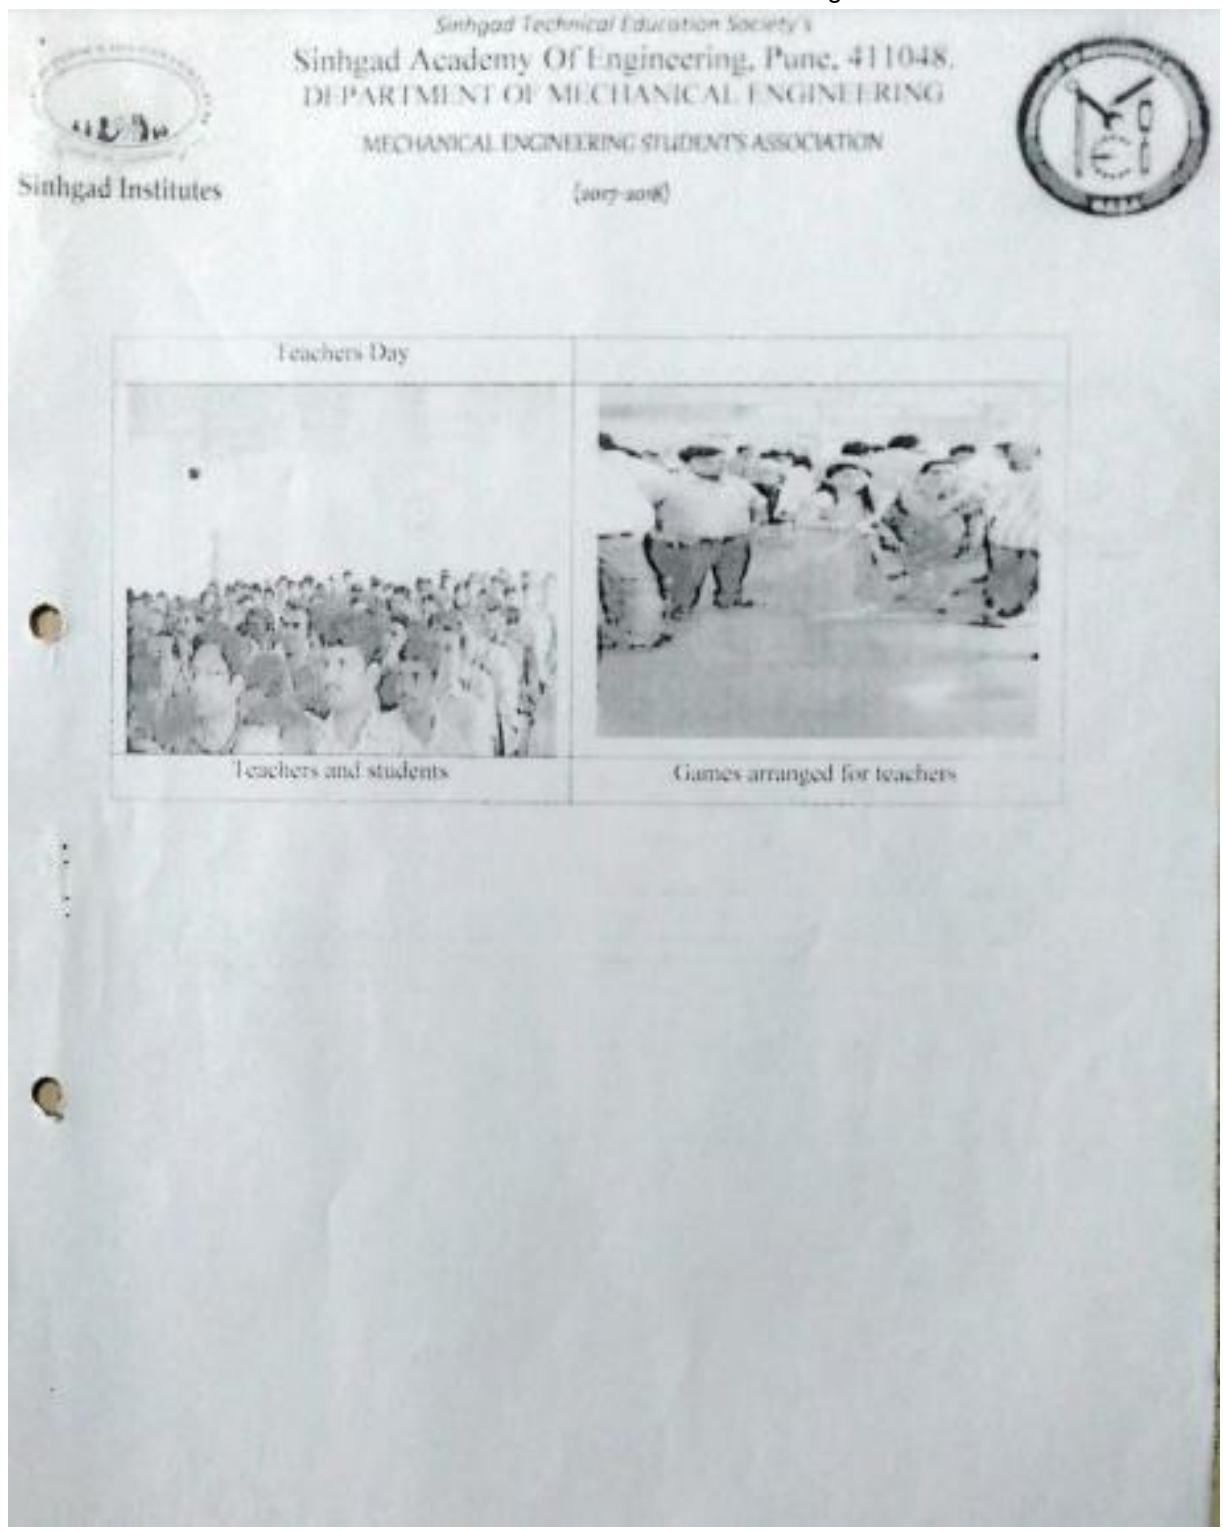 Sinhgad Technical Education Society's
Sinhgad Academy Of Engineering, Pune, 411048.
DEPARTMENT OF MECHANICAL ENGINEERING
MECHANICAL ENGINEERING STUDENT'S ASSOCIATION
Sinhgad Institutes
(2017-2018)
Teachers Day
Teachers and students
Games arranged for teachers